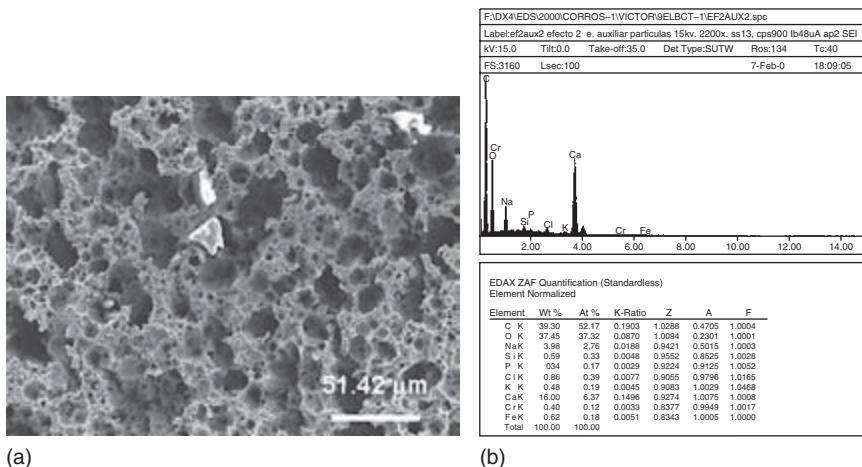 51.42 µm
(a)
F:\DX4\EDS\2000\CORROS–1\VICTOR\9ELBCT–1\EF2AUX2.spc
Label:ef2aux2 efecto 2 e. auxiliar particulas 15kv. 2200x. ss13, cps900 lb48uA ap2 SEI
kV:15.0 Tilt:0.0 Take-off:35.0 Det Type:SUTW Ros:134 Tc:40
FS:3160 Lsec:100 7-Feb-0 18:09:05
C
Cr
O
Na
Si
P
Cl
K
Ca
Cr
Fe
2.00 4.00 6.00 8.00 10.00 12.00 14.00
EDAX ZAF Quantification (Standardless)
Element Normalized
Element Wt % At % K-Ratio Z A F
C K 39.30 52.17 0.1903 1.0288 0.4705 1.0004
O K 37.45 37.32 0.0870 1.0094 0.2301 1.0001
NaK 3.98 2.76 0.0188 0.9421 0.5015 1.0003
SiK 0.59 0.33 0.0048 0.9552 0.8525 1.0028
P K 034 0.17 0.0029 0.9224 0.9125 1.0052
ClK 0.86 0.39 0.0077 0.9055 0.9796 1.0165
K K 0.48 0.19 0.0045 0.9083 1.0029 1.0468
CaK 16.00 6.37 0.1496 0.9274 1.0075 1.0008
CrK 0.40 0.12 0.0033 0.8377 0.9949 1.0017
FeK 0.62 0.18 0.0051 0.8343 1.0005 1.0000
Total 100.00 100.00
(b)